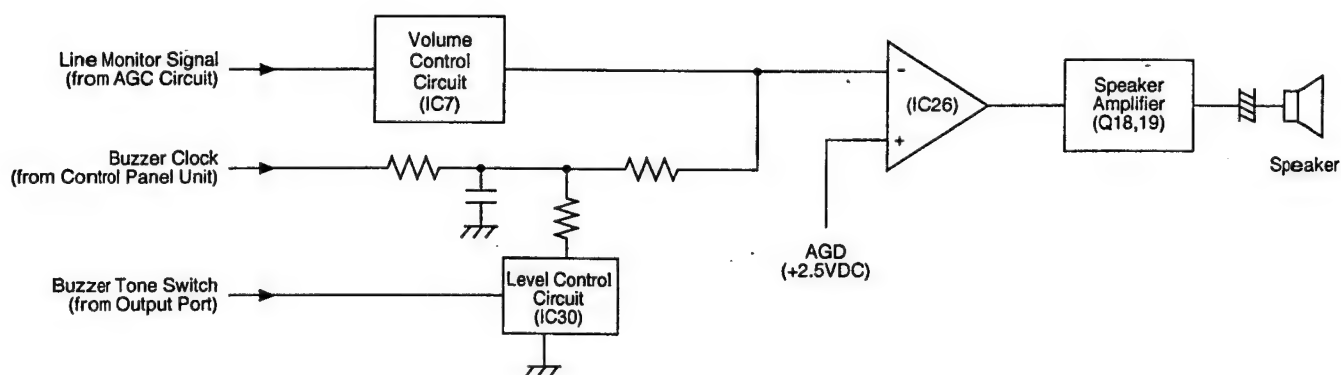 Line Monitor Signal
(from AGC Circuit)
Volume
Control
Circuit
(IC7)
-
(IC26)
+
Speaker
Amplifier
(Q18,19)
Speaker
Buzzer Clock
(from Control Panel Unit)
AGD
(+2.5VDC)
Buzzer Tone Switch
(from Output Port)
Level Control
Circuit
(IC30)